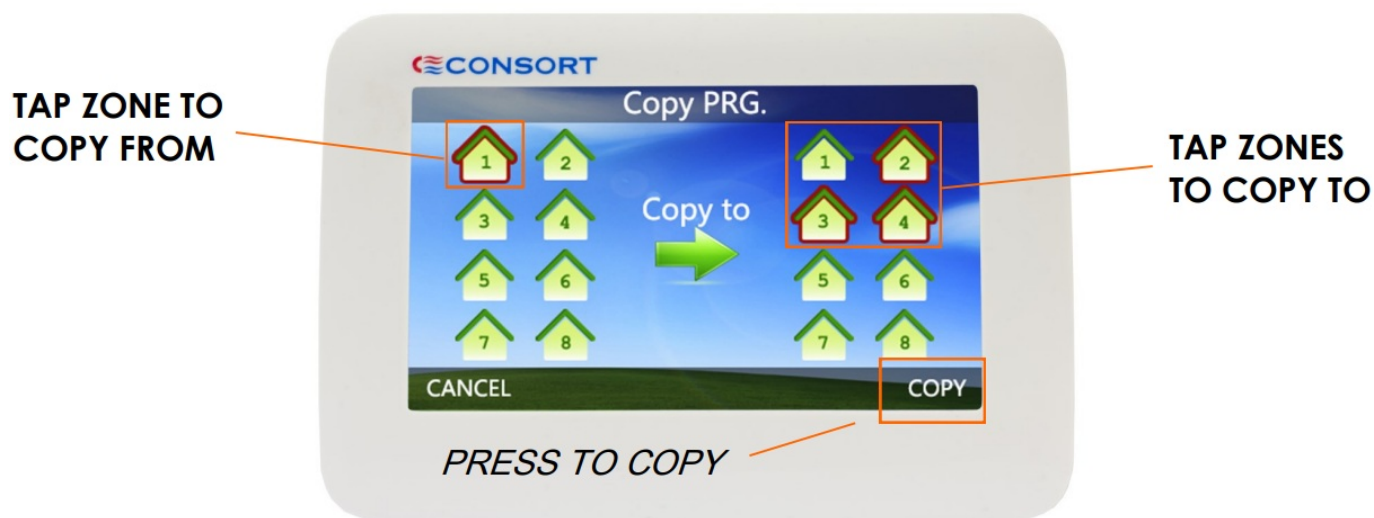 CONSORT
Copy PRG.
TAP ZONE TO
COPY FROM
1 2
3 4
5 6
7 8
Copy to
1 2
3 4
5 6
7 8
TAP ZONES
TO COPY TO
CANCEL
COPY
PRESS TO COPY